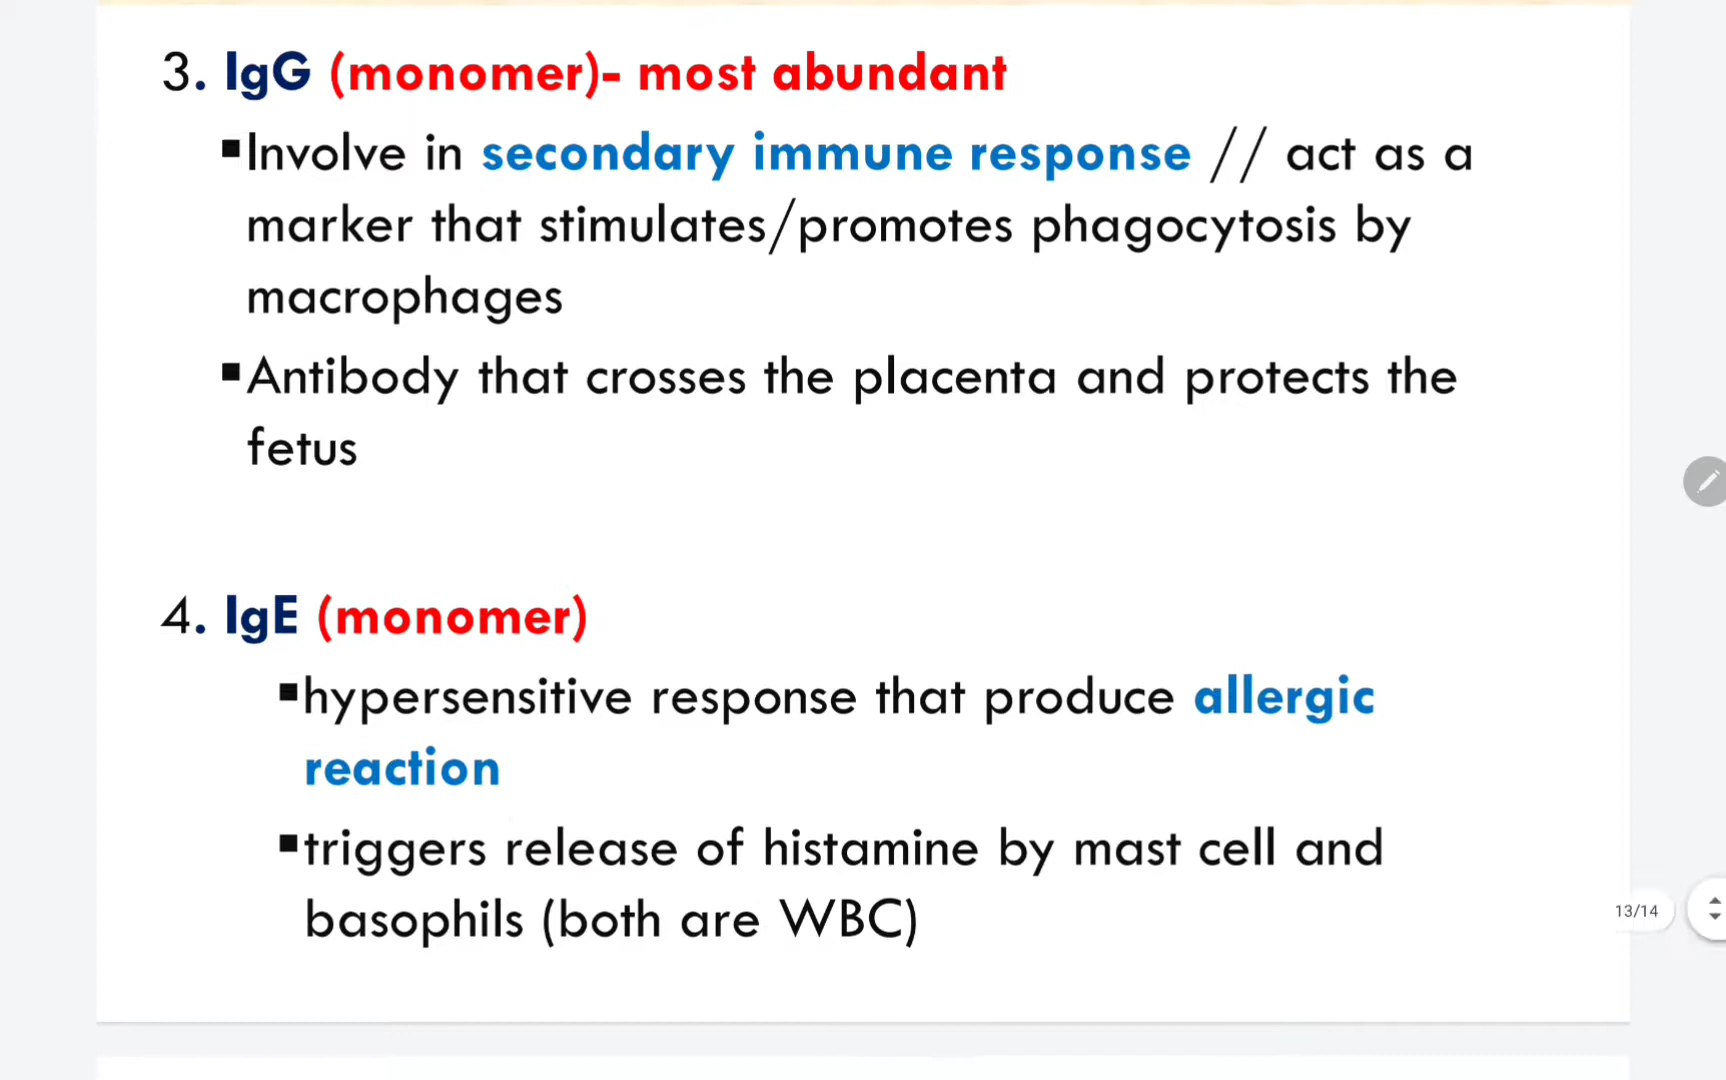 3. IgG (monomer)- most abundant
▪Involve in secondary immune response // act as a
marker that stimulates/promotes phagocytosis by
macrophages
▪Antibody that crosses the placenta and protects the
fetus
4. IgE (monomer)
▪hypersensitive response that produce allergic
reaction
▪triggers release of histamine by mast cell and
basophils (both are WBC)
13/14